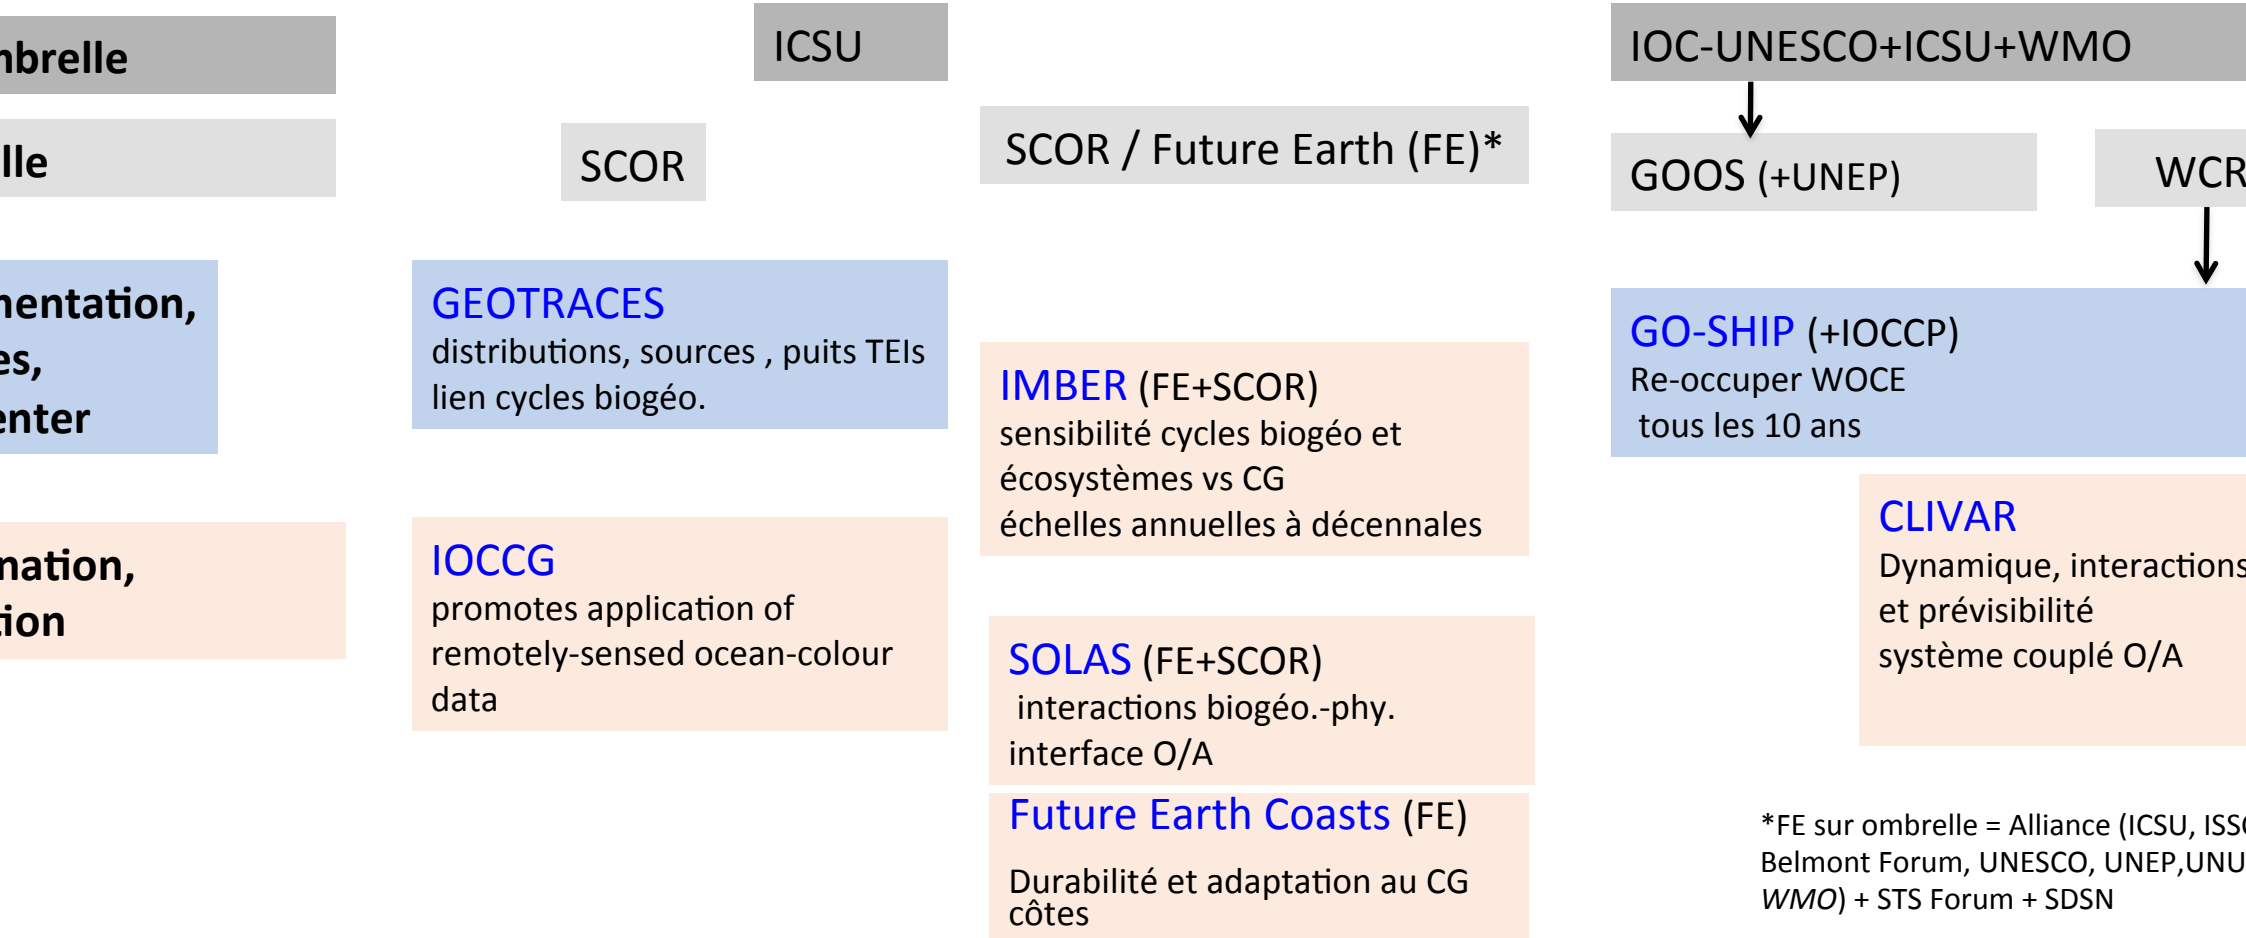 mbrelle
ICSU
IOC-UNESCO+ICSU+WMO
lle
SCOR
SCOR / Future Earth (FE)*
GOOS (+UNEP)
WCR
mentation,
es,
enter
GEOTRACES
distributions, sources , puits TEIs
lien cycles biogéo.
IMBER (FE+SCOR)
sensibilité cycles biogéo et
écosystèmes vs CG
échelles annuelles à décennales
GO-SHIP (+IOCCP)
Re-occuper WOCE
tous les 10 ans
nation,
tion
IOCCG
promotes application of
remotely-sensed ocean-colour
data
SOLAS (FE+SCOR)
interactions biogéo.-phy.
interface O/A
Future Earth Coasts (FE)
Durabilité et adaptation au CG
côtes
CLIVAR
Dynamique, interactions
et prévisibilité
système couplé O/A
*FE sur ombrelle = Alliance (ICSU, ISSC
Belmont Forum, UNESCO, UNEP,UNU
WMO) + STS Forum + SDSN